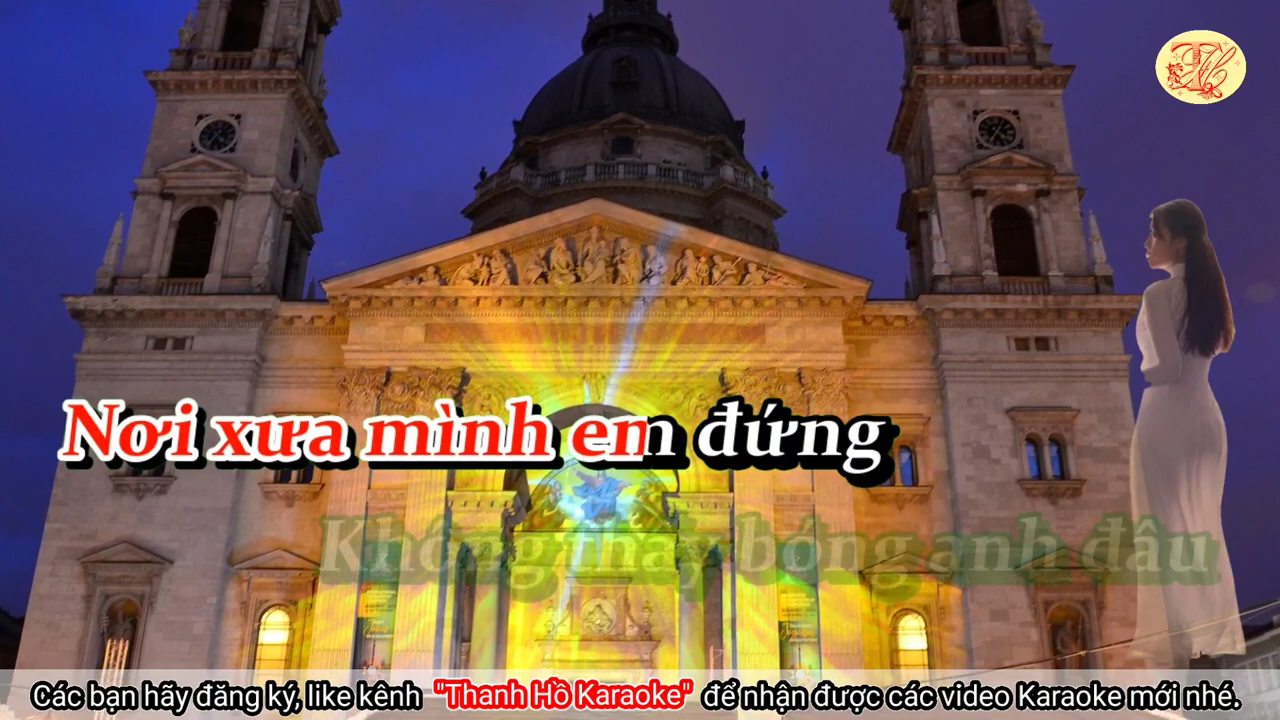 Nơi xưa mình em đứng
Không thấy bóng anh đâu
Các bạn hãy đăng ký, like kênh "Thanh Hồ Karaoke" để nhận được các video Karaoke mới nhé.